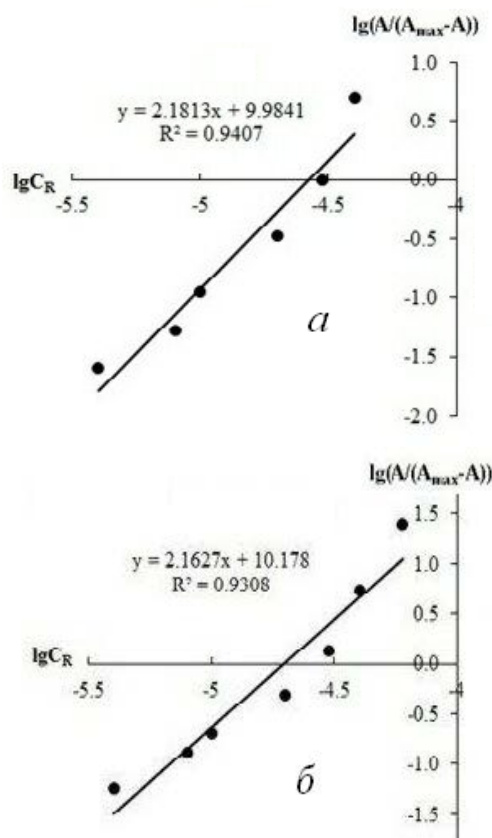 lg(A/(Amax-A))
1.0
y = 2.1813x + 9.9841
R² = 0.9407
0.5
lgCR
0.0
-5.5 -5 -4.5 -4
-0.5
а
-1.0
-1.5
-2.0
lg(A/(Amax-A))
1.5
y = 2.1627x + 10.178
R² = 0.9308
1.0
0.5
lgCR
0.0
-5.5 -5 -4.5 -4
-0.5
-1.0
б
-1.5